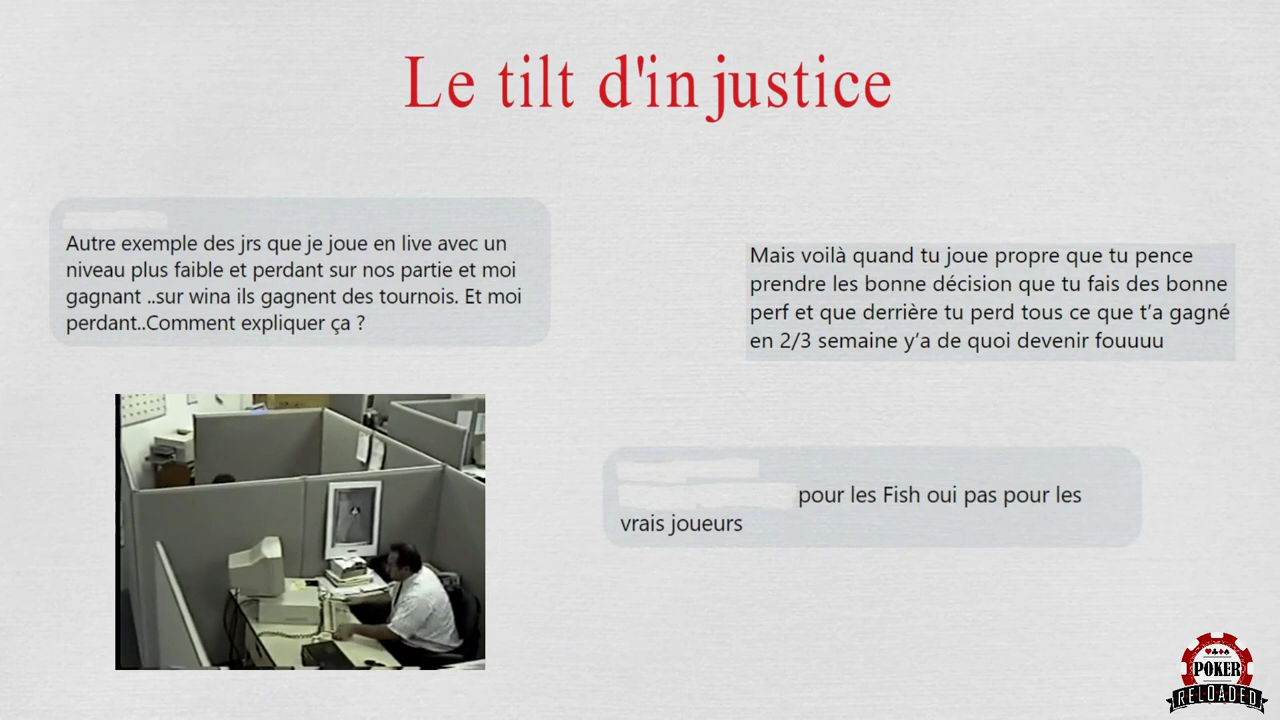 Le tilt d'injustice
Autre exemple des jrs que je joue en live avec un
niveau plus faible et perdant sur nos partie et moi
gagnant ..sur wina ils gagnent des tournois. Et moi
perdant..Comment expliquer ça ?
Mais voilà quand tu joue propre que tu pence
prendre les bonne décision que tu fais des bonne
perf et que derrière tu perd tous ce que t’a gagné
en 2/3 semaine y’a de quoi devenir fouuuu
pour les Fish oui pas pour les
vrais joueurs
POKER
RELOADED